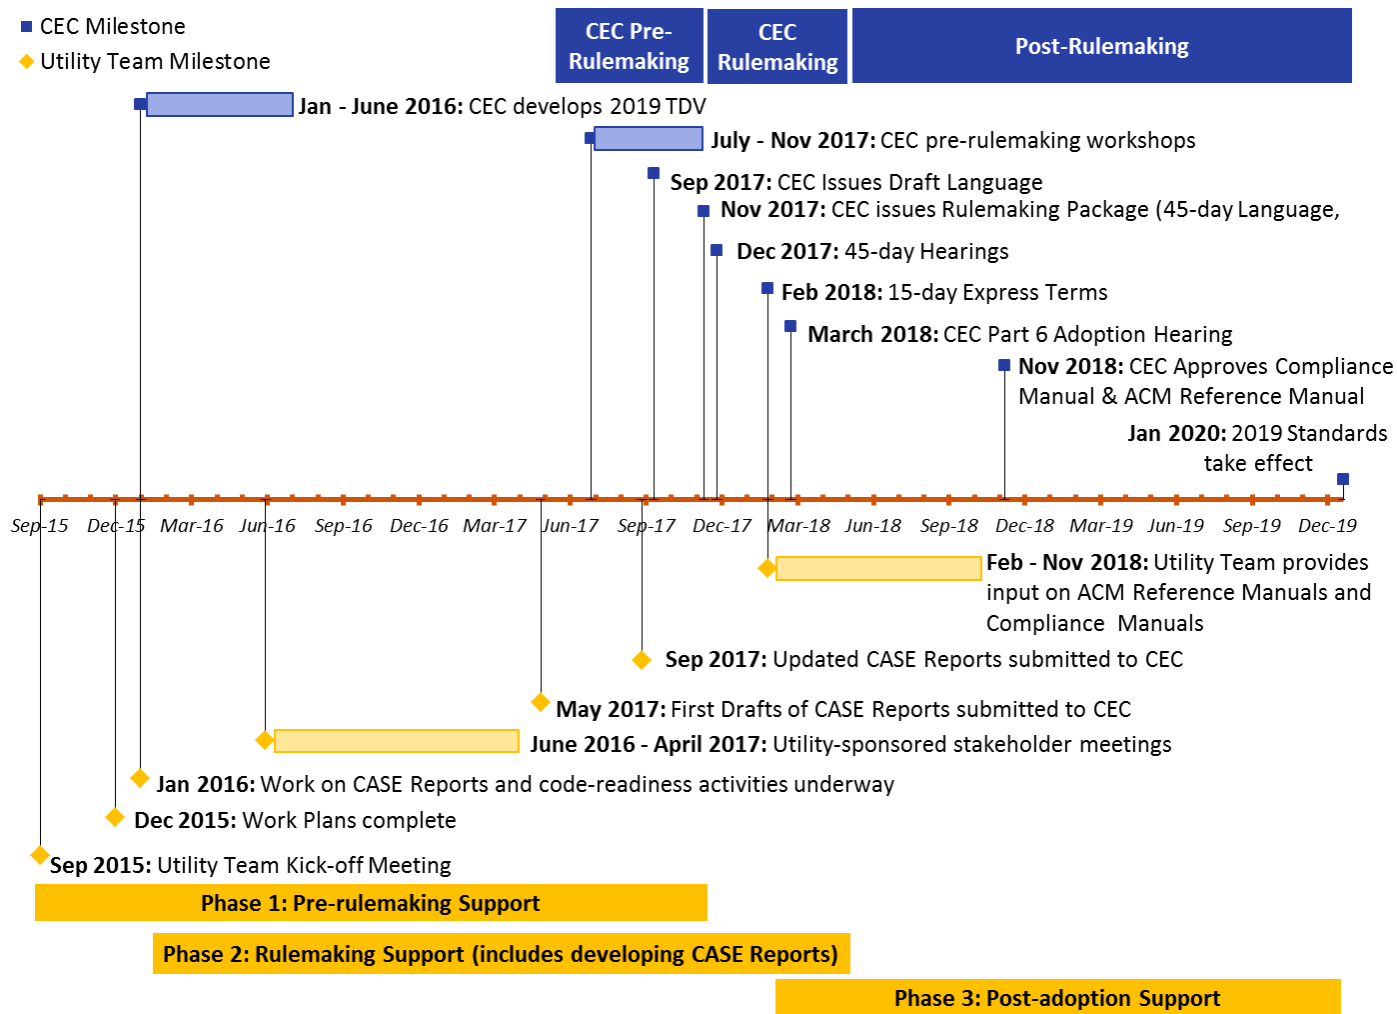 CEC Milestone
Utility Team Milestone
CEC Pre-
Rulemaking
CEC
Rulemaking
Post-Rulemaking
Jan - June 2016: CEC develops 2019 TDV
July - Nov 2017: CEC pre-rulemaking workshops
Sep 2017: CEC Issues Draft Language
Nov 2017: CEC issues Rulemaking Package (45-day Language,
Dec 2017: 45-day Hearings
Feb 2018: 15-day Express Terms
March 2018: CEC Part 6 Adoption Hearing
Nov 2018: CEC Approves Compliance
Manual & ACM Reference Manual
Jan 2020: 2019 Standards
take effect
Sep-15 Dec-15 Mar-16 Jun-16 Sep-16 Dec-16 Mar-17 Jun-17 Sep-17 Dec-17 Mar-18 Jun-18 Sep-18 Dec-18 Mar-19 Jun-19 Sep-19 Dec-19
Feb - Nov 2018: Utility Team provides
input on ACM Reference Manuals and
Compliance Manuals
Sep 2017: Updated CASE Reports submitted to CEC
May 2017: First Drafts of CASE Reports submitted to CEC
June 2016 - April 2017: Utility-sponsored stakeholder meetings
Jan 2016: Work on CASE Reports and code-readiness activities underway
Dec 2015: Work Plans complete
Sep 2015: Utility Team Kick-off Meeting
Phase 1: Pre-rulemaking Support
Phase 2: Rulemaking Support (includes developing CASE Reports)
Phase 3: Post-adoption Support